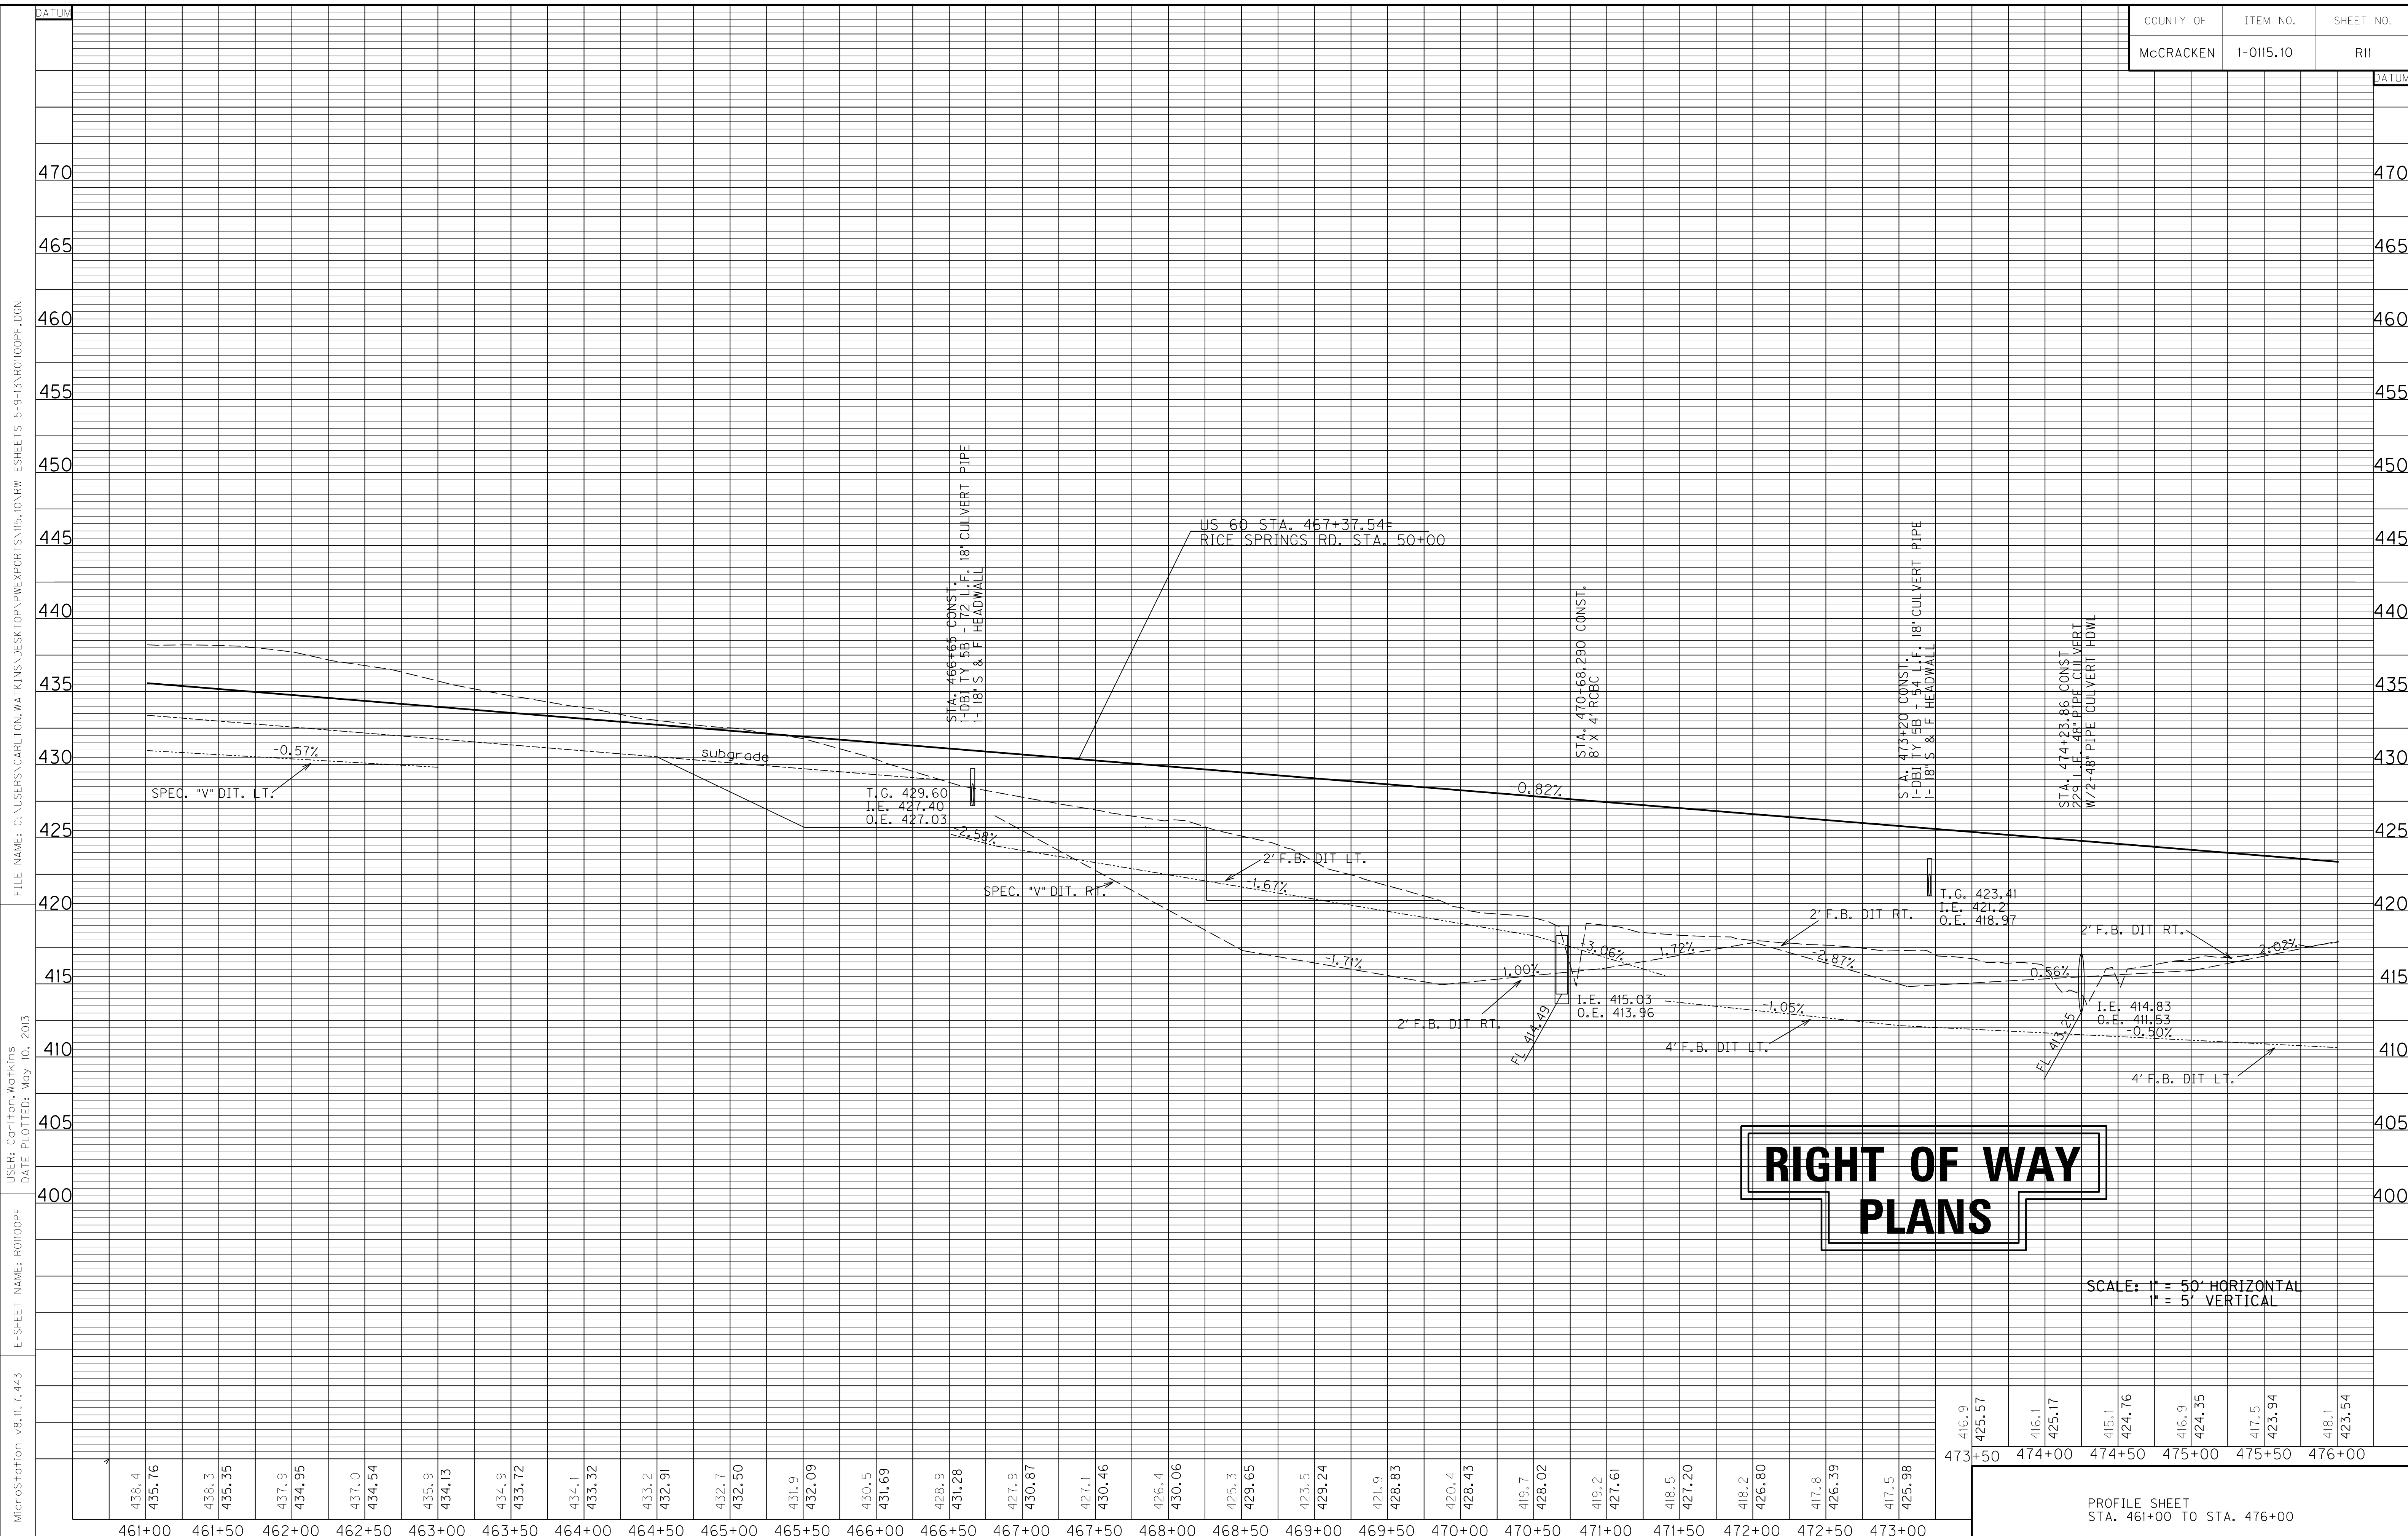 DATUM
COUNTY OF ITEM NO. SHEET NO.
McCRACKEN 1-0115.10 R11
DATUM
470 470
465 465
460 460
455 455
450 450
445 445
440 440
435 435
430 430
425 425
420 420
415 415
410 410
405 405
400 400
FILE NAME: C:\USERS\CARLTON.WATKINS\DESKTOP\PWEXPORTS\115.10\RW ESHEETS 5-9-13\R01100PF.DGN
USER: Carlton.Watkins
DATE PLOTTED: May 10, 2013
E-SHEET NAME: R01100PF
MicroStation v8.11.7.443
STA. 466+65 CONST.
1-DBI TY 5B - 72 L.F. 18" CULVERT PIPE
1- 18" S & F HEADWALL
US 60 STA. 467+37.54=
RICE SPRINGS RD. STA. 50+00
STA. 470+68.290 CONST.
8' X 4' RCBC
STA. 473+20 CONST.
1-DBI TY 5B - 54 L.F. 18" CULVERT PIPE
1- 18" S & F HEADWALL
STA. 474+23.86 CONST
229 L.F. 48" PIPE CULVERT
W/2-48" PIPE CULVERT HDWL
-0.57%
SPEC. "V" DIT. LT.
subgrade
T.G. 429.60
I.E. 427.40
O.E. 427.03
-2.58%
SPEC. "V" DIT. RT.
2' F.B. DIT LT.
-1.67%
-0.82%
-1.71%
1.00%
2' F.B. DIT RT.
FL 414.49
-3.06%
1.72%
I.E. 415.03
O.E. 413.96
2' F.B. DIT RT.
-2.87%
-1.05%
4' F.B. DIT LT.
T.G. 423.41
I.E. 421.21
O.E. 418.97
0.56%
2' F.B. DIT RT.
2.02%
FL 413.25
I.E. 414.83
O.E. 411.53
-0.50%
4' F.B. DIT LT.
RIGHT OF WAY
PLANS
SCALE: 1" = 50' HORIZONTAL
1" = 5' VERTICAL
416.9 425.57 416.1 425.17 415.1 424.76 416.9 424.35 417.5 423.94 418.1 423.54
473+50 474+00 474+50 475+00 475+50 476+00
438.4 435.76 438.3 435.35 437.9 434.95 437.0 434.54 435.9 434.13 434.9 433.72 434.1 433.32 433.2 432.91 432.7 432.50 431.9 432.09 430.5 431.69 428.9 431.28 427.9 430.87 427.1 430.46 426.4 430.06 425.3 429.65 423.5 429.24 421.9 428.83 420.4 428.43 419.7 428.02 419.2 427.61 418.5 427.20 418.2 426.80 417.8 426.39 417.5 425.98
461+00 461+50 462+00 462+50 463+00 463+50 464+00 464+50 465+00 465+50 466+00 466+50 467+00 467+50 468+00 468+50 469+00 469+50 470+00 470+50 471+00 471+50 472+00 472+50 473+00
PROFILE SHEET
STA. 461+00 TO STA. 476+00